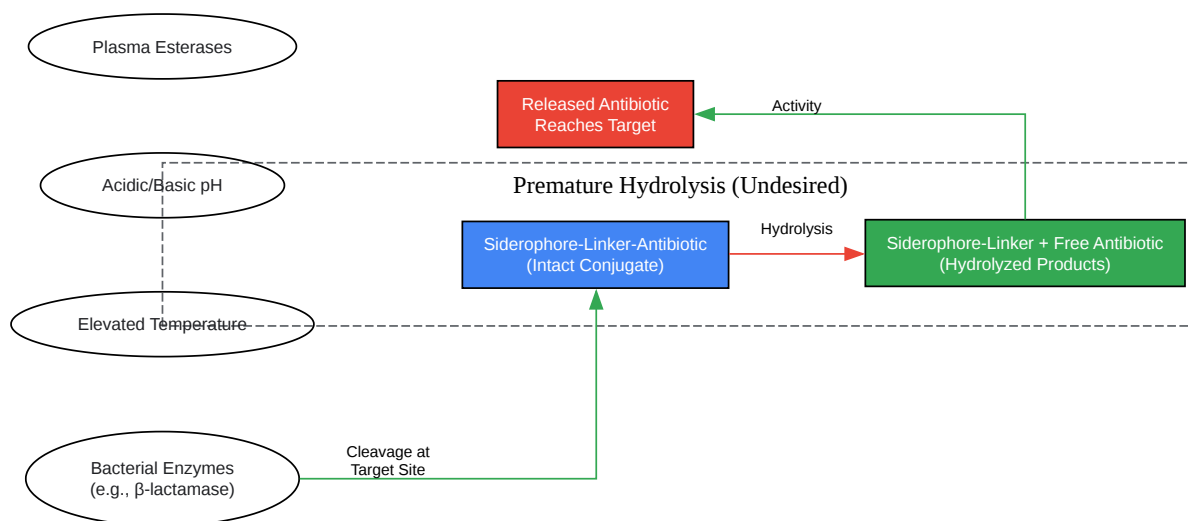 Plasma Esterases
Released Antibiotic
Reaches Target
Activity
Acidic/Basic pH
Premature Hydrolysis (Undesired)
Siderophore-Linker-Antibiotic
(Intact Conjugate)
Hydrolysis
Siderophore-Linker + Free Antibiotic
(Hydrolyzed Products)
Elevated Temperature
Cleavage at
Target Site
Bacterial Enzymes
(e.g., β-lactamase)